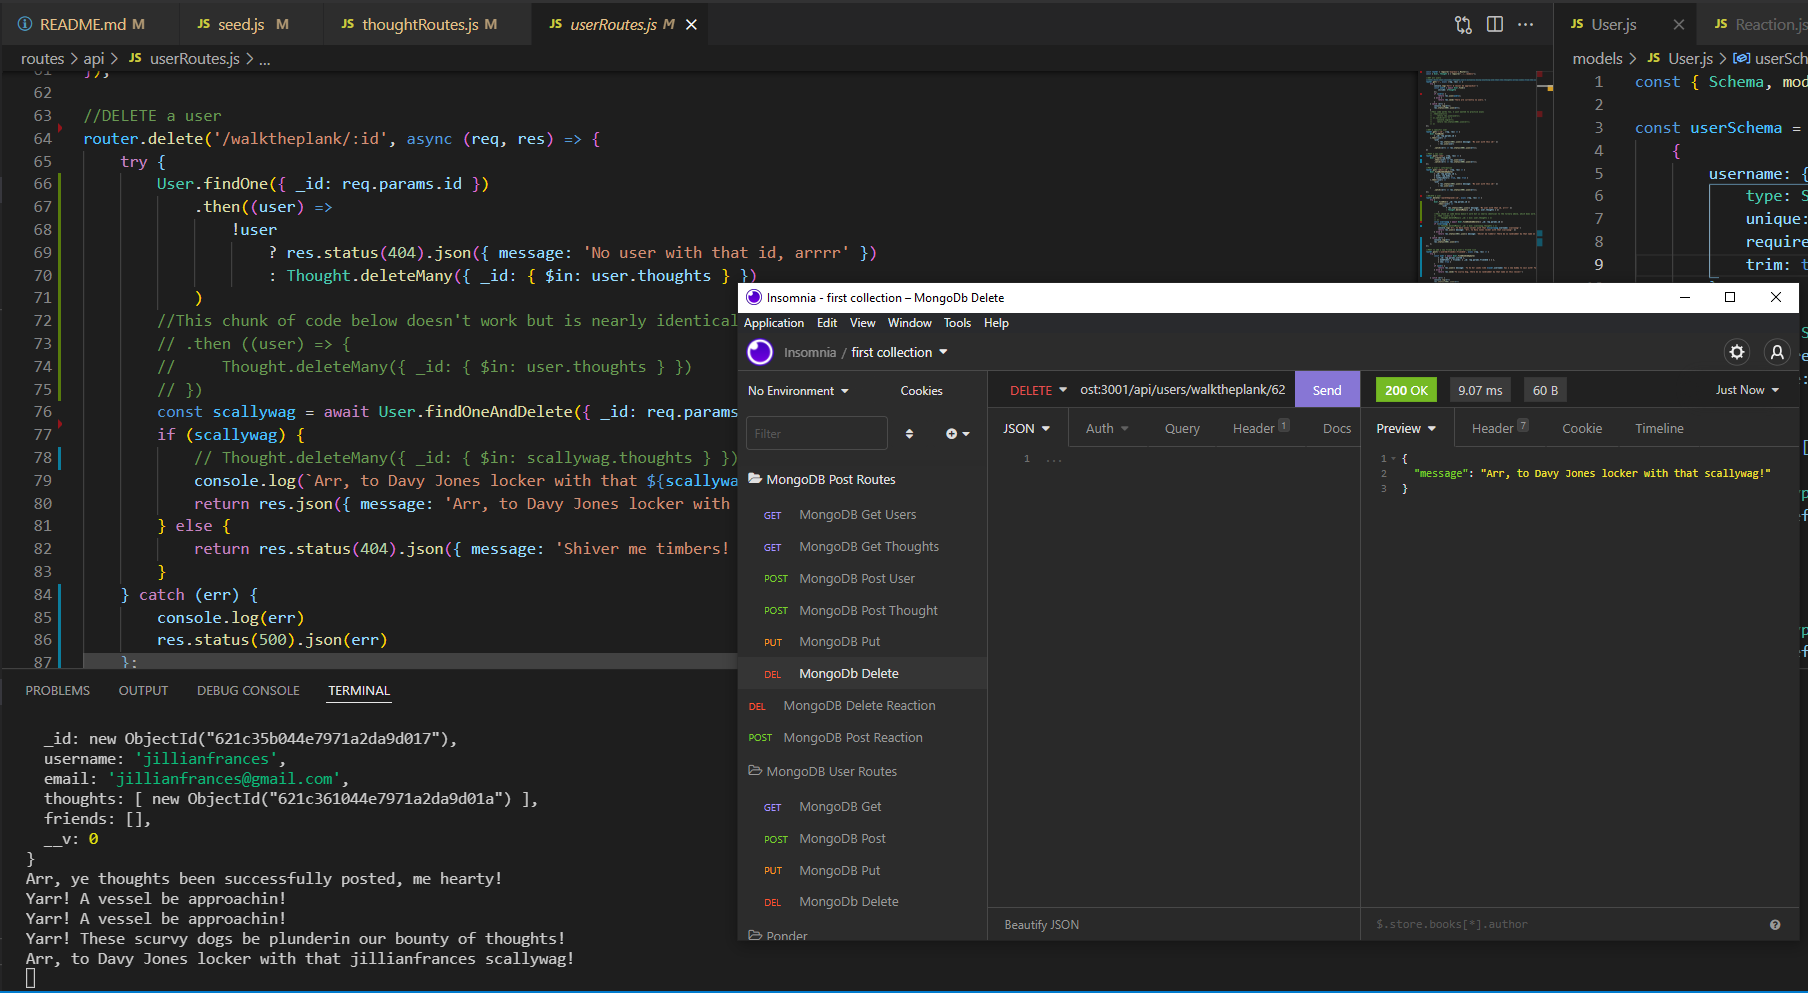 README.md M
JS seed.js M
JS thoughtRoutes.js M
JS userRoutes.js M
JS User.js
JS Reaction.js
routes > api > JS userRoutes.js > ...
61 });
62
63 //DELETE a user
64 router.delete('/walktheplank/:id', async (req, res) => {
65 try {
66 User.findOne({ _id: req.params.id })
67 .then((user) =>
68 !user
69 ? res.status(404).json({ message: 'No user with that id, arrrr' })
70 : Thought.deleteMany({ _id: { $in: user.thoughts } })
71 )
72 //This chunk of code below doesn't work but is nearly identical
73 // .then ((user) => {
74 // Thought.deleteMany({ _id: { $in: user.thoughts } })
75 // })
76 const scallywag = await User.findOneAndDelete({ _id: req.params
77 if (scallywag) {
78 // Thought.deleteMany({ _id: { $in: scallywag.thoughts } })
79 console.log(`Arr, to Davy Jones locker with that ${scallywa
80 return res.json({ message: 'Arr, to Davy Jones locker with
81 } else {
82 return res.status(404).json({ message: 'Shiver me timbers!
83 }
84 } catch (err) {
85 console.log(err)
86 res.status(500).json(err)
87 };
models > JS User.js > userSch
1 const { Schema, mod
2
3 const userSchema =
4 {
5 username: {
6 type: S
7 unique:
8 require
9 trim: t
PROBLEMS OUTPUT DEBUG CONSOLE TERMINAL
_id: new ObjectId("621c35b044e7971a2da9d017"),
username: 'jillianfrances',
email: 'jillianfrances@gmail.com',
thoughts: [ new ObjectId("621c361044e7971a2da9d01a") ],
friends: [],
__v: 0
}
Arr, ye thoughts been successfully posted, me hearty!
Yarr! A vessel be approachin!
Yarr! A vessel be approachin!
Yarr! These scurvy dogs be plunderin our bounty of thoughts!
Arr, to Davy Jones locker with that jillianfrances scallywag!
Insomnia - first collection – MongoDb Delete
Application Edit View Window Tools Help
Insomnia / first collection
No Environment Cookies
Filter
MongoDB Post Routes
GET MongoDB Get Users
GET MongoDB Get Thoughts
POST MongoDB Post User
POST MongoDB Post Thought
PUT MongoDB Put
DEL MongoDb Delete
DEL MongoDB Delete Reaction
POST MongoDB Post Reaction
MongoDB User Routes
GET MongoDB Get
POST MongoDB Post
PUT MongoDB Put
DEL MongoDb Delete
Ponder
DELETE ost:3001/api/users/walktheplank/62 Send
JSON Auth Query Header 1 Docs
1 ...
Beautify JSON
200 OK 9.07 ms 60 B Just Now
Preview Header 7 Cookie Timeline
1 {
2 "message": "Arr, to Davy Jones locker with that scallywag!"
3 }
$.store.books[*].author